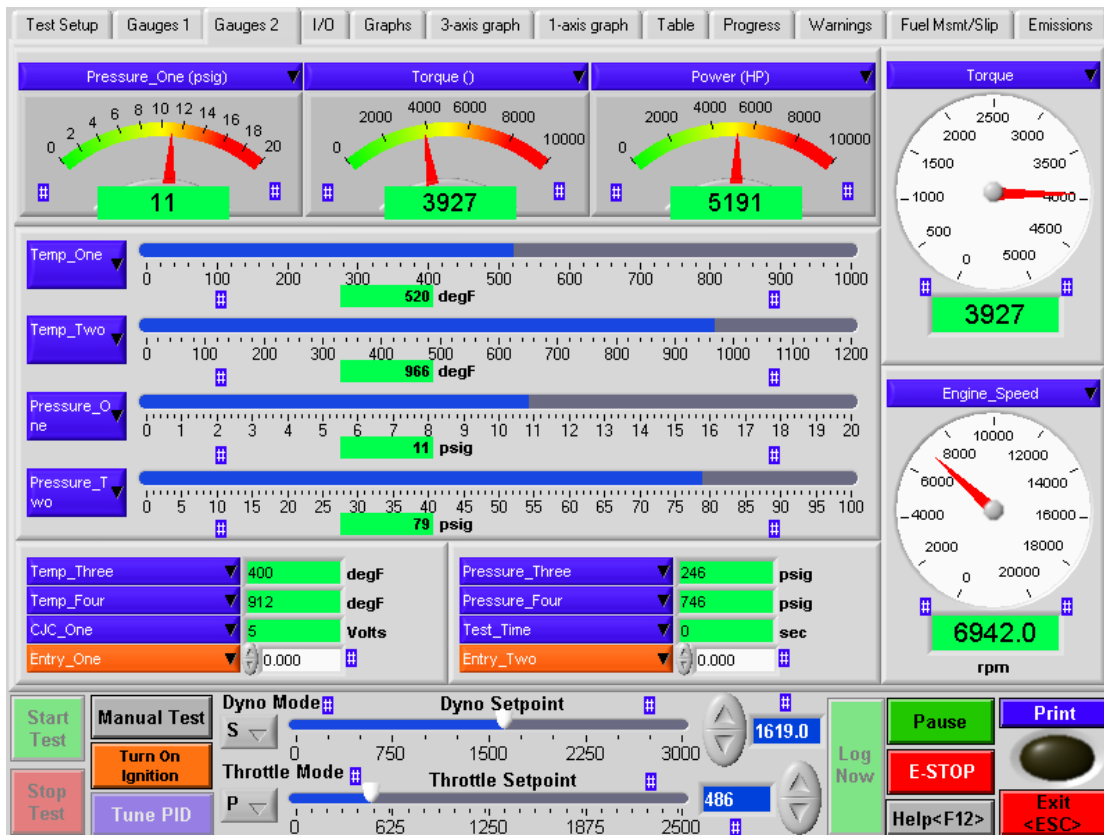 Test Setup Gauges 1 Gauges 2 I/O Graphs 3-axis graph 1-axis graph Table Progress Warnings Fuel Msmt/Slip Emissions
Pressure_One (psig)
0 2 4 6 8 10 12 14 16 18 20
# #
11
Torque ()
0 2000 4000 6000 8000 10000
# #
3927
Power (HP)
0 2000 4000 6000 8000 10000
# #
5191
Torque
0 500 1000 1500 2000 2500 3000 3500 4000 4500 5000
# #
3927
Temp_One
0 100 200 300 400 500 600 700 800 900 1000
# 520 degF #
Temp_Two
0 100 200 300 400 500 600 700 800 900 1000 1100 1200
# 966 degF #
Pressure_O
ne
0 1 2 3 4 5 6 7 8 9 10 11 12 13 14 15 16 17 18 19 20
# 11 psig #
Pressure_T
wo
0 5 10 15 20 25 30 35 40 45 50 55 60 65 70 75 80 85 90 95 100
# 79 psig #
Engine_Speed
0 2000 4000 6000 8000 10000 12000 14000 16000 18000 20000
# #
6942.0
rpm
Temp_Three 400 degF
Temp_Four 912 degF
CJC_One 5 Volts
Entry_One 0.000 #
Pressure_Three 246 psig
Pressure_Four 746 psig
Test_Time 0 sec
Entry_Two 0.000 #
Start
Test
Stop
Test
Manual Test
Turn On
Ignition
Tune PID
Dyno Mode # Dyno Setpoint # #
S 1619.0
0 750 1500 2250 3000
Throttle Mode # Throttle Setpoint #
P 486
0 625 1250 1875 2500 #
Log
Now
Pause
E-STOP
Help<F12>
Print
Exit
<ESC>